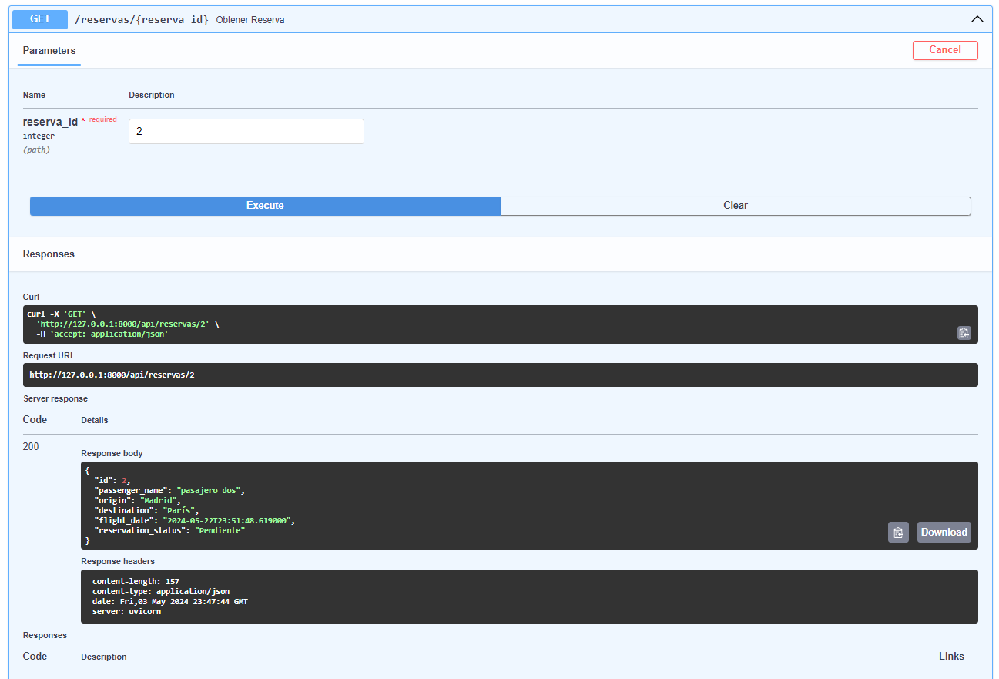 GET /reservas/{reserva_id} Obtener Reserva
Parameters
Cancel
Name Description
reserva_id * required
integer
(path)
2
Execute Clear
Responses
Curl
curl -X 'GET' \
  'http://127.0.0.1:8000/api/reservas/2' \
  -H 'accept: application/json'
Request URL
http://127.0.0.1:8000/api/reservas/2
Server response
Code Details
200
Response body
{
  "id": 2,
  "passenger_name": "pasajero dos",
  "origin": "Madrid",
  "destination": "París",
  "flight_date": "2024-05-22T23:51:48.619000",
  "reservation_status": "Pendiente"
}
Download
Response headers
content-length: 157
content-type: application/json
date: Fri,03 May 2024 23:47:44 GMT
server: uvicorn
Responses
Code Description Links